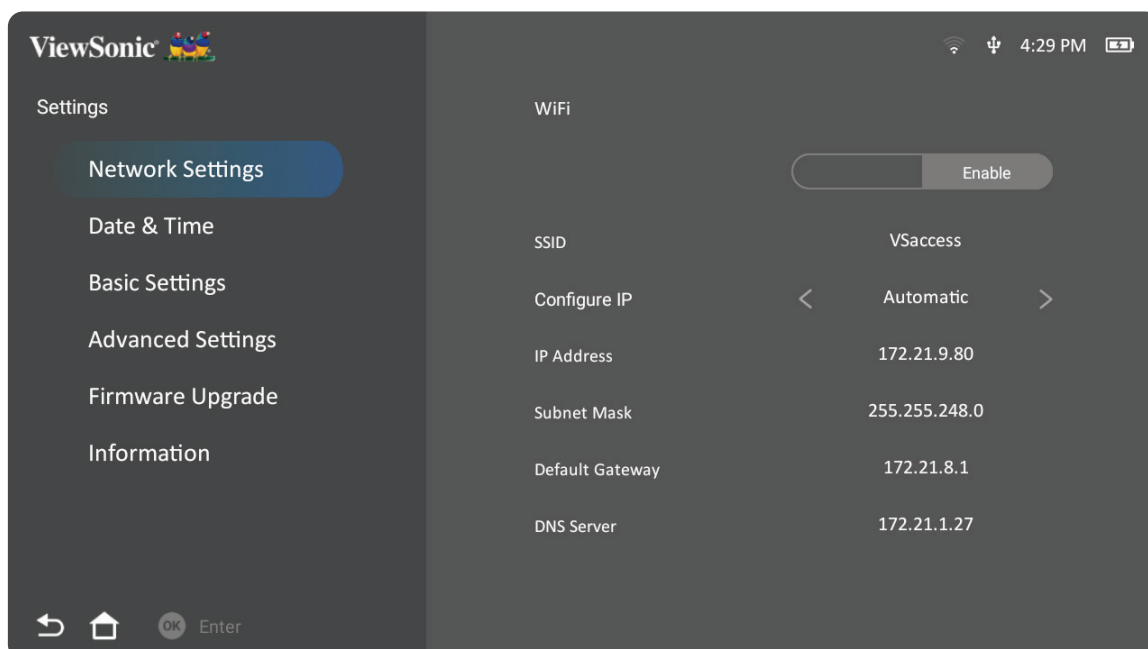 ViewSonic
4:29 PM
Settings
Network Settings
Date & Time
Basic Settings
Advanced Settings
Firmware Upgrade
Information
OK Enter
WiFi
Enable
SSID VSaccess
Configure IP < Automatic >
IP Address 172.21.9.80
Subnet Mask 255.255.248.0
Default Gateway 172.21.8.1
DNS Server 172.21.1.27